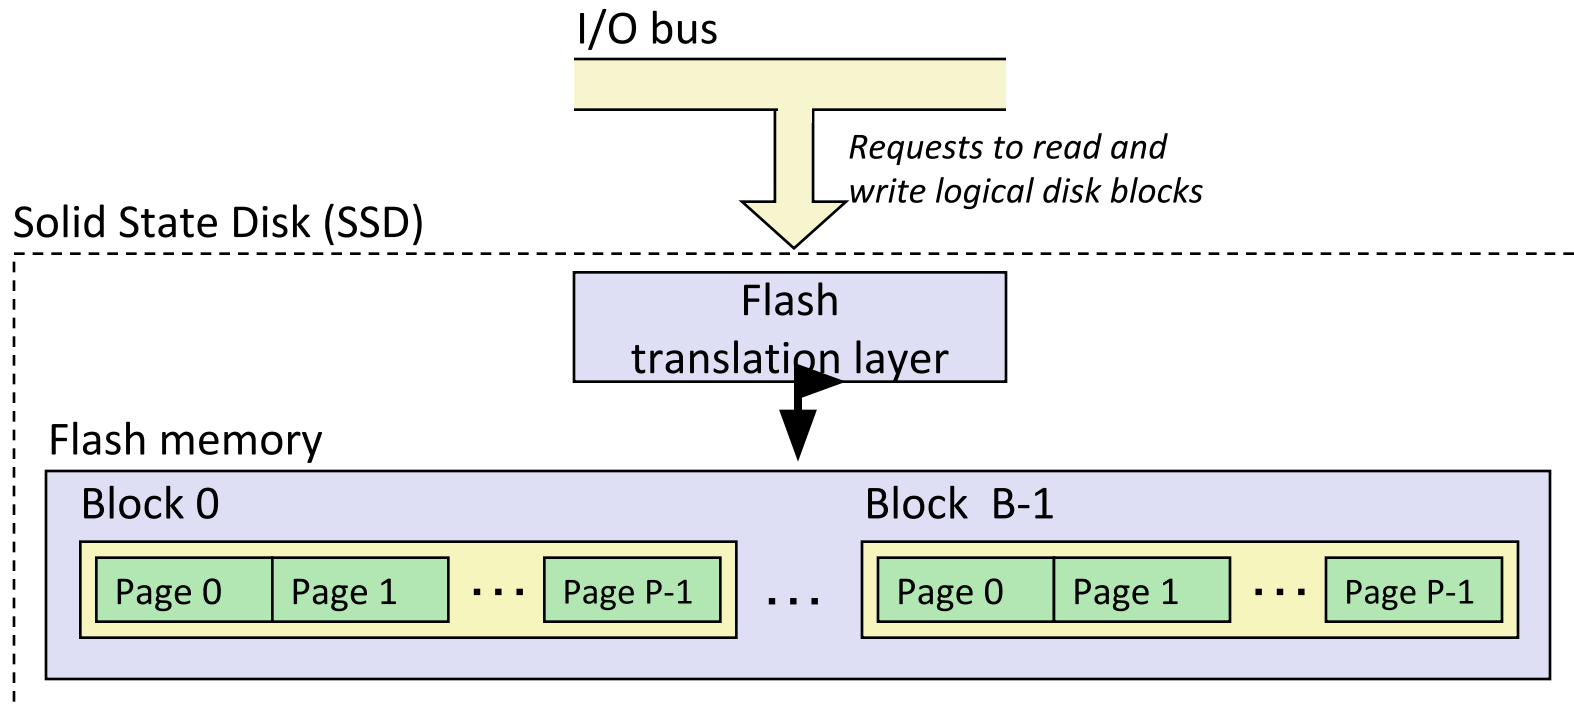 I/O bus
Requests to read and
write logical disk blocks
Solid State Disk (SSD)
Flash
translation layer
Flash memory
Block 0
Block  B-1
Page 0
Page 1
...
Page P-1
...
Page 0
Page 1
...
Page P-1